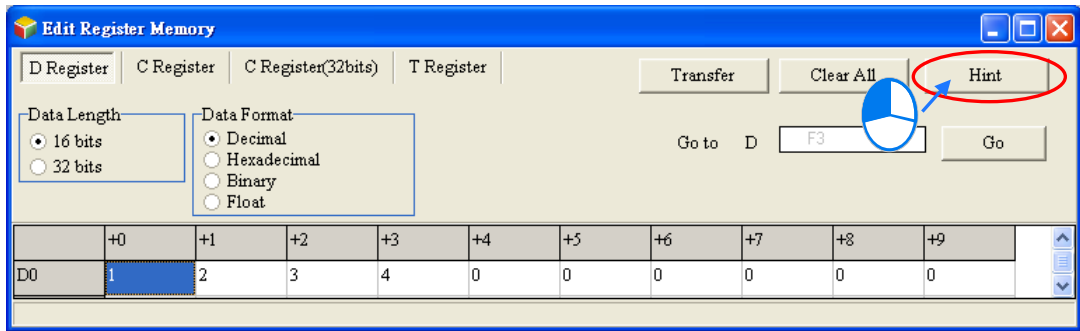 Edit Register Memory
D Register C Register C Register(32bits) T Register Transfer Clear All Hint
Data Length Data Format
16 bits Decimal Go to D F3 Go
32 bits Hexadecimal
Binary
Float
+0 +1 +2 +3 +4 +5 +6 +7 +8 +9
D0 1 2 3 4 0 0 0 0 0 0